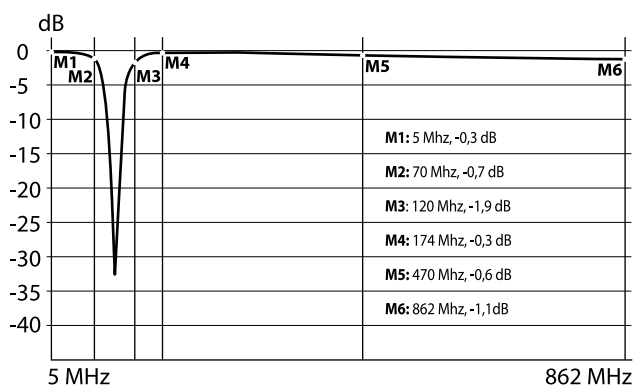 dB
0
-5
-10
-15
-20
-25
-30
-35
-40
M1
M2
M3
M4
M5
M6
M1: 5 Mhz, -0,3 dB
M2: 70 Mhz, -0,7 dB
M3: 120 Mhz, -1,9 dB
M4: 174 Mhz, -0,3 dB
M5: 470 Mhz, -0,6 dB
M6: 862 Mhz, -1,1dB
5 MHz
862 MHz